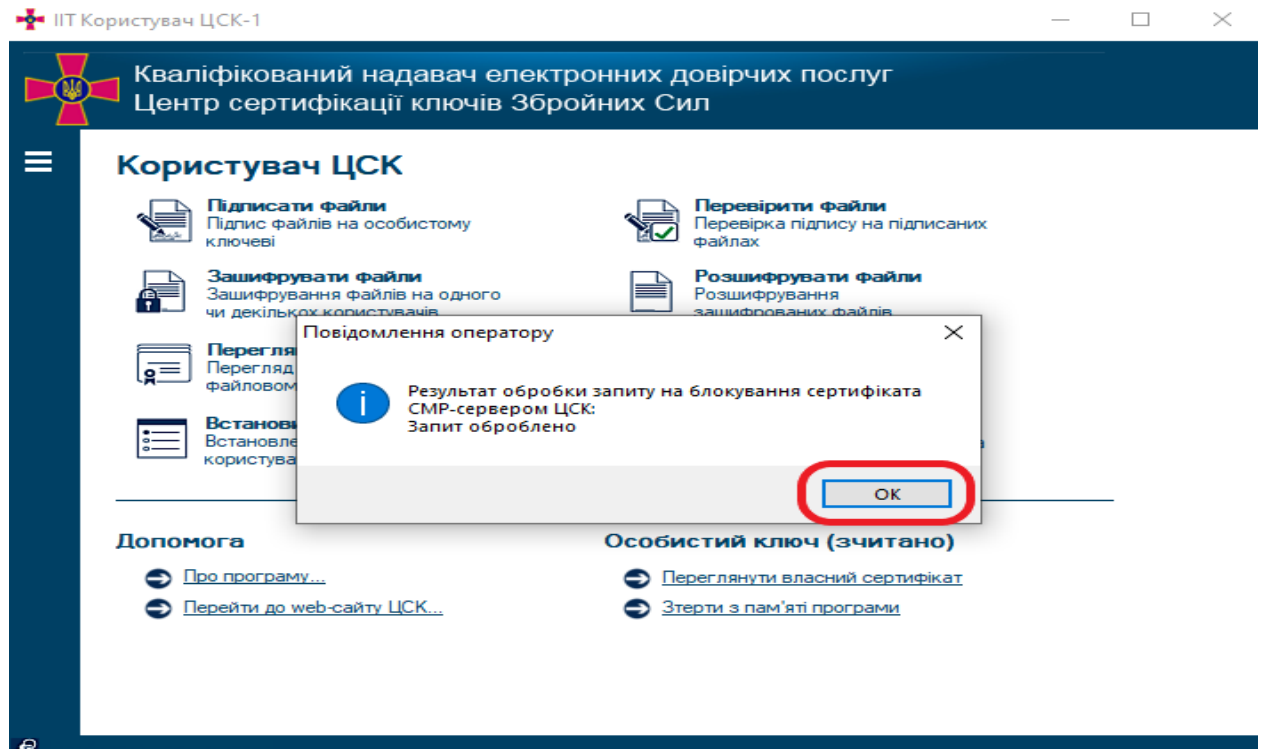 ІІТ Користувач ЦСК-1
Кваліфікований надавач електронних довірчих послуг
Центр сертифікації ключів Збройних Сил
Користувач ЦСК
Підписати файли
Підпис файлів на особистому
ключеві
Перевірити файли
Перевірка підпису на підписаних
файлах
Зашифрувати файли
Зашифрування файлів на одного
чи декількох користувачів
Розшифрувати файли
Розшифрування
зашифрованих файлів
Перегляд
файловом
Встановле
користува
Повідомлення оператору
Результат обробки запиту на блокування сертифіката
CMP-сервером ЦСК:
Запит оброблено
OK
Допомога
Про програму...
Перейти до web-сайту ЦСК...
Особистий ключ (зчитано)
Переглянути власний сертифікат
Зтерти з пам'яті програми